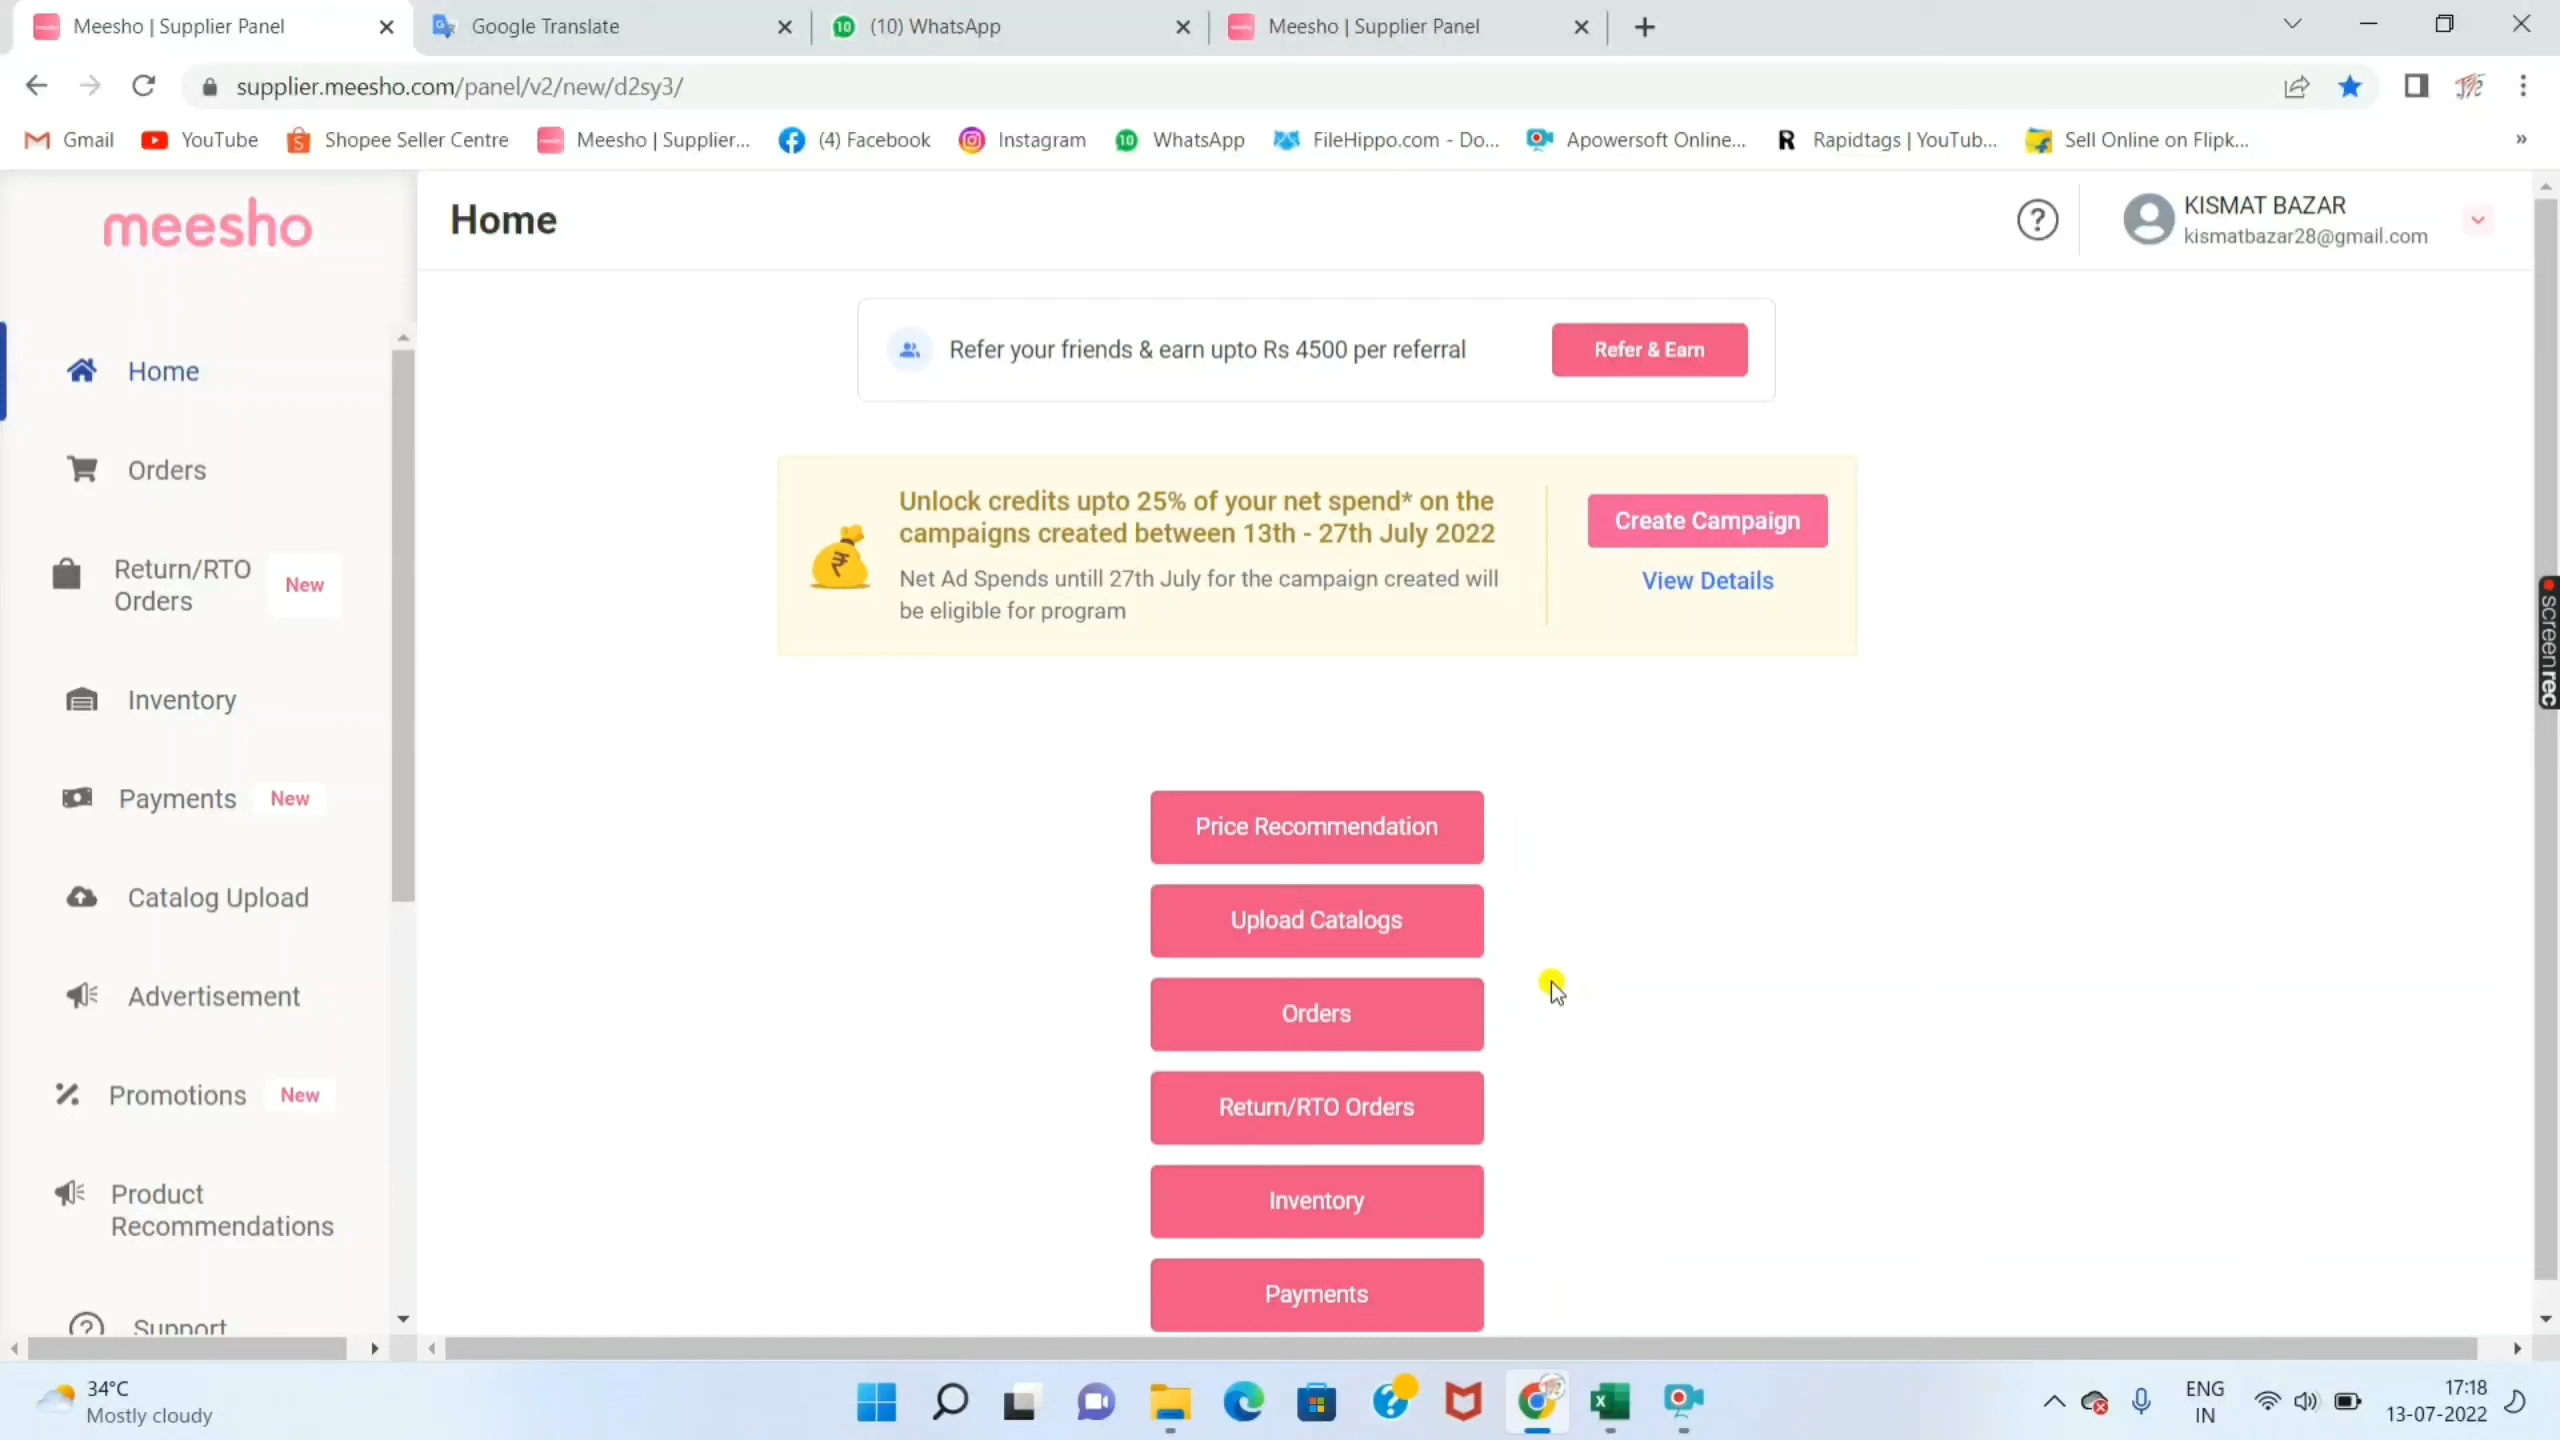 Meesho | Supplier Panel
Google Translate
10
(10) WhatsApp
Meesho | Supplier Panel
supplier.meesho.com/panel/v2/new/d2sy3/
Gmail
YouTube
Shopee Seller Centre
Meesho | Supplier...
(4) Facebook
Instagram
10
WhatsApp
FileHippo.com - Do...
Apowersoft Online...
R
Rapidtags | YouTub...
Sell Online on Flipk...
»
meesho
Home
?
KISMAT BAZAR
kismatbazar28@gmail.com
Home
Orders
Return/RTO
Orders
New
Inventory
Payments
New
Catalog Upload
Advertisement
Promotions
New
Product
Recommendations
Support
Refer your friends & earn upto Rs 4500 per referral
Refer & Earn
Unlock credits upto 25% of your net spend* on the
campaigns created between 13th - 27th July 2022
Net Ad Spends untill 27th July for the campaign created will
be eligible for program
Create Campaign
View Details
Price Recommendation
Upload Catalogs
Orders
Return/RTO Orders
Inventory
Payments
screenrec
34°C
Mostly cloudy
ENG
IN
17:18
13-07-2022